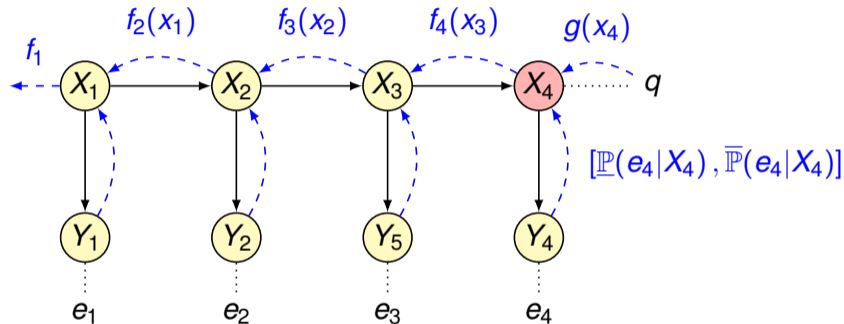 f₁ f₂(x₁) f₃(x₂) f₄(x₃) g(x₄)
X₁ X₂ X₃ X₄ q
[ℙ̲(e₄|X₄) , ℙ̅(e₄|X₄)]
Y₁ Y₂ Y₅ Y₄
e₁ e₂ e₃ e₄